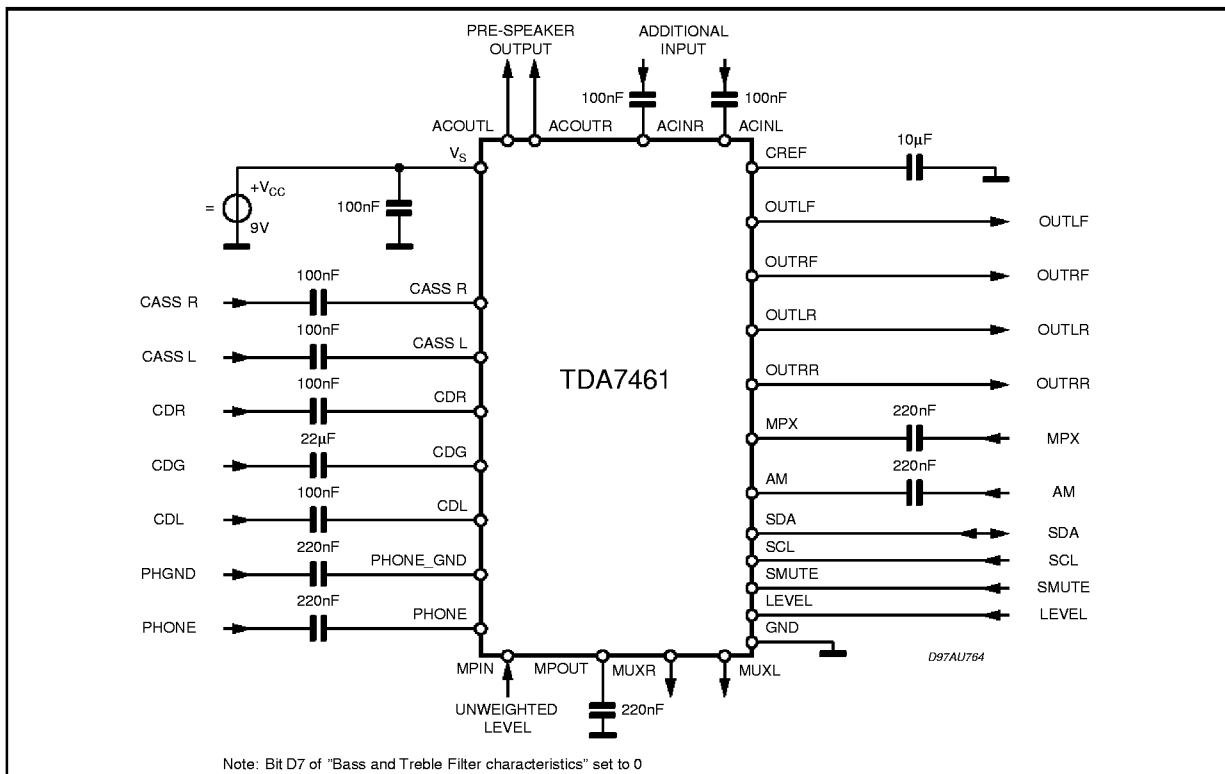 PRE-SPEAKER
OUTPUT
ADDITIONAL
INPUT
100nF
100nF
ACOUTL
ACOUTR
ACINR
ACINL
VS
CREF
10μF
+VCC
=
9V
100nF
OUTLF
OUTLF
OUTRF
OUTRF
100nF
CASS R
CASS R
OUTLR
OUTLR
100nF
CASS L
CASS L
TDA7461
OUTRR
OUTRR
100nF
CDR
CDR
220nF
MPX
MPX
22μF
CDG
CDG
220nF
AM
AM
100nF
CDL
CDL
SDA
SDA
SCL
SCL
220nF
PHGND
PHONE_GND
SMUTE
SMUTE
LEVEL
LEVEL
220nF
PHONE
PHONE
GND
D97AU764
MPIN
MPOUT
MUXR
MUXL
UNWEIGHTED
LEVEL
220nF
Note: Bit D7 of "Bass and Treble Filter characteristics" set to 0